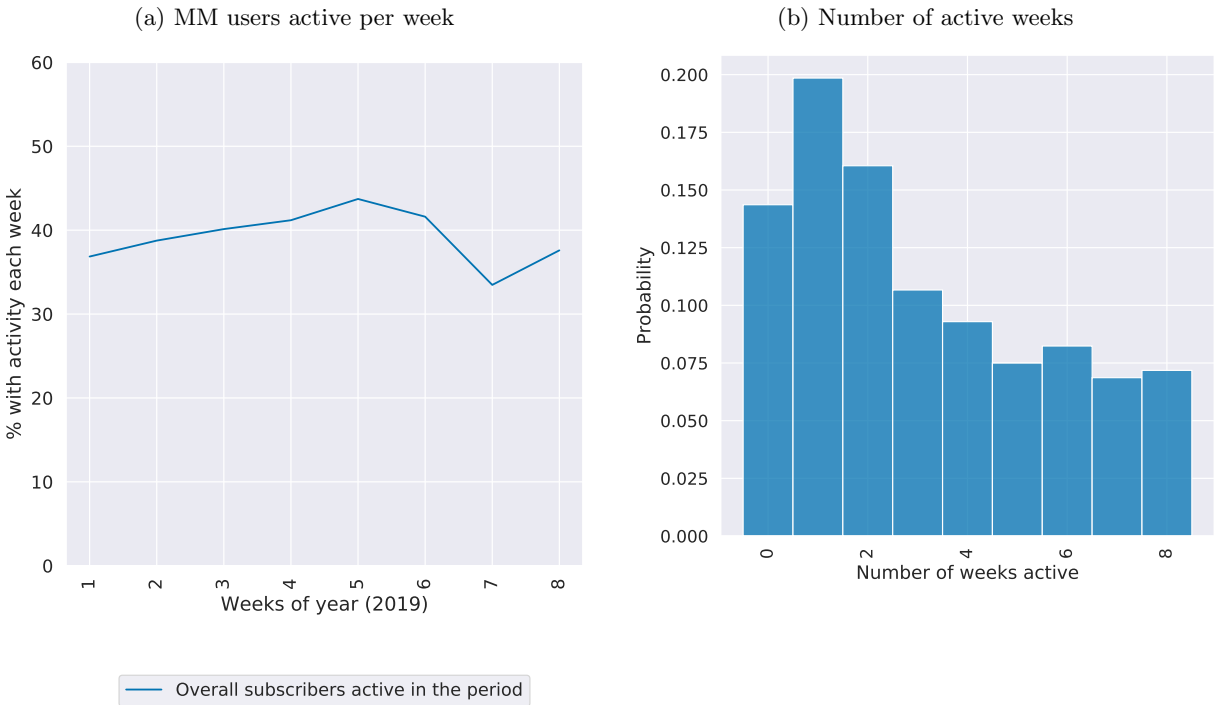 (a) MM users active per week
60
50
40
30
20
10
0
% with activity each week
1 2 3 4 5 6 7 8
Weeks of year (2019)
Overall subscribers active in the period
(b) Number of active weeks
0.200
0.175
0.150
0.125
0.100
0.075
0.050
0.025
0.000
Probability
0 2 4 6 8
Number of weeks active